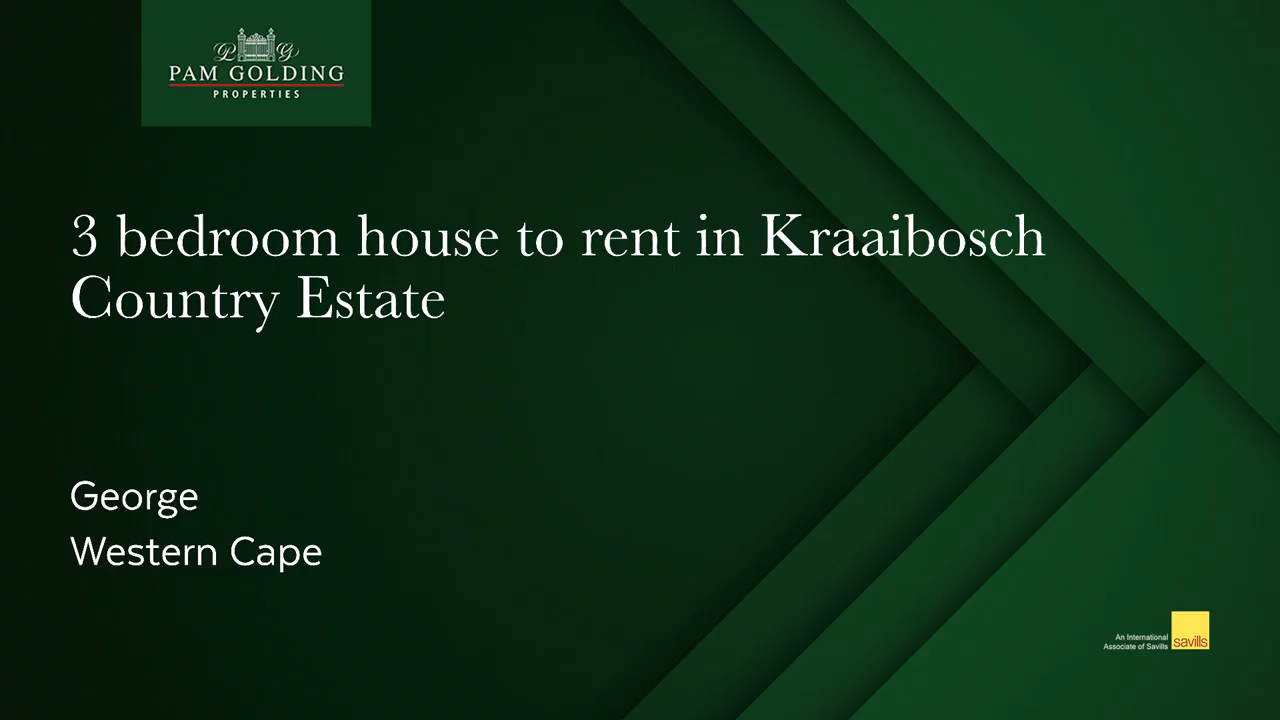 PAM GOLDING
PROPERTIES
3 bedroom house to rent in Kraaibosch
Country Estate
George
Western Cape
An International
Associate of Savills
savills